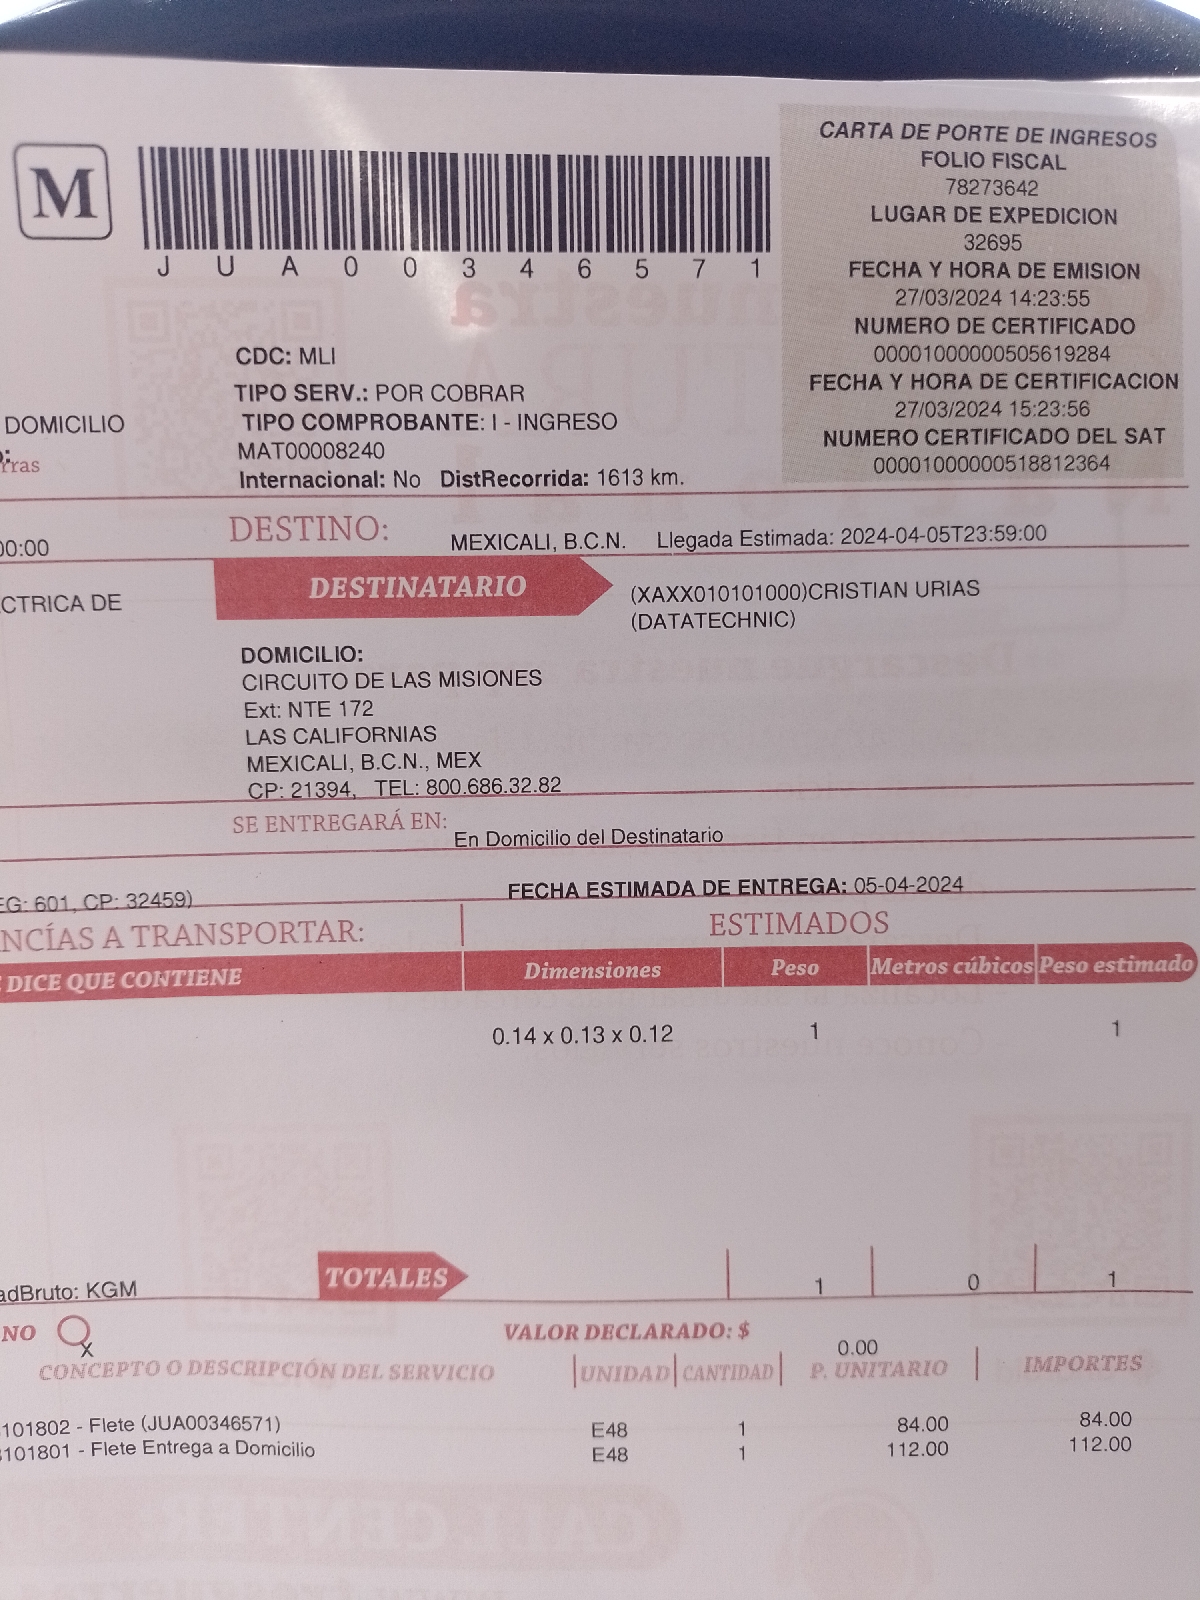 M
JUA00346571
CARTA DE PORTE DE INGRESOS
FOLIO FISCAL
78273642
LUGAR DE EXPEDICION
32695
FECHA Y HORA DE EMISION
27/03/2024 14:23:55
NUMERO DE CERTIFICADO
00001000000505619284
FECHA Y HORA DE CERTIFICACION
27/03/2024 15:23:56
NUMERO CERTIFICADO DEL SAT
00001000000518812364
CDC: MLI
TIPO SERV.: POR COBRAR
DOMICILIO TIPO COMPROBANTE: I - INGRESO
MAT00008240
rras
Internacional: No DistRecorrida: 1613 km.
00:00 DESTINO: MEXICALI, B.C.N. Llegada Estimada: 2024-04-05T23:59:00
CTRICA DE DESTINATARIO (XAXX010101000)CRISTIAN URIAS
(DATATECHNIC)
DOMICILIO:
CIRCUITO DE LAS MISIONES
Ext: NTE 172
LAS CALIFORNIAS
MEXICALI, B.C.N., MEX
CP: 21394, TEL: 800.686.32.82
SE ENTREGARÁ EN: En Domicilio del Destinatario
EG: 601, CP: 32459) FECHA ESTIMADA DE ENTREGA: 05-04-2024
NCÍAS A TRANSPORTAR: ESTIMADOS
DICE QUE CONTIENE Dimensiones Peso Metros cúbicos Peso estimado
0.14 x 0.13 x 0.12 1 1
adBruto: KGM TOTALES 1 0 1
NO X VALOR DECLARADO: $ 0.00
CONCEPTO O DESCRIPCIÓN DEL SERVICIO UNIDAD CANTIDAD P. UNITARIO IMPORTES
101802 - Flete (JUA00346571) E48 1 84.00 84.00
101801 - Flete Entrega a Domicilio E48 1 112.00 112.00